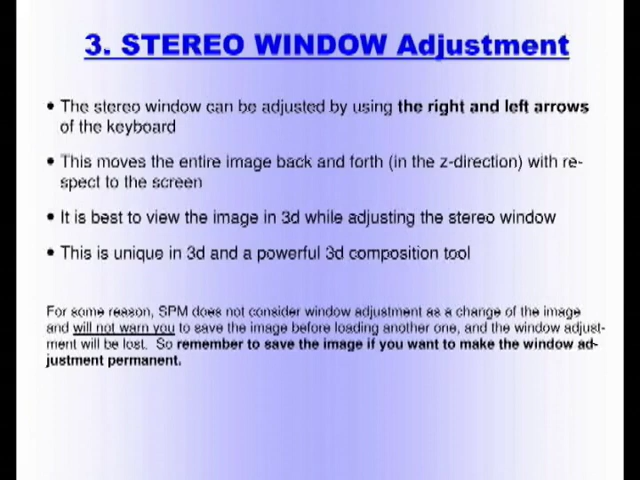 3. STEREO WINDOW Adjustment
• The stereo window can be adjusted by using the right and left arrows
of the keyboard
• This moves the entire image back and forth (in the z-direction) with re-
spect to the screen
• It is best to view the image in 3d while adjusting the stereo window
• This is unique in 3d and a powerful 3d composition tool
For some reason, SPM does not consider window adjustment as a change of the image
and will not warn you to save the image before loading another one, and the window adjust-
ment will be lost. So remember to save the image if you want to make the window ad-
justment permanent.